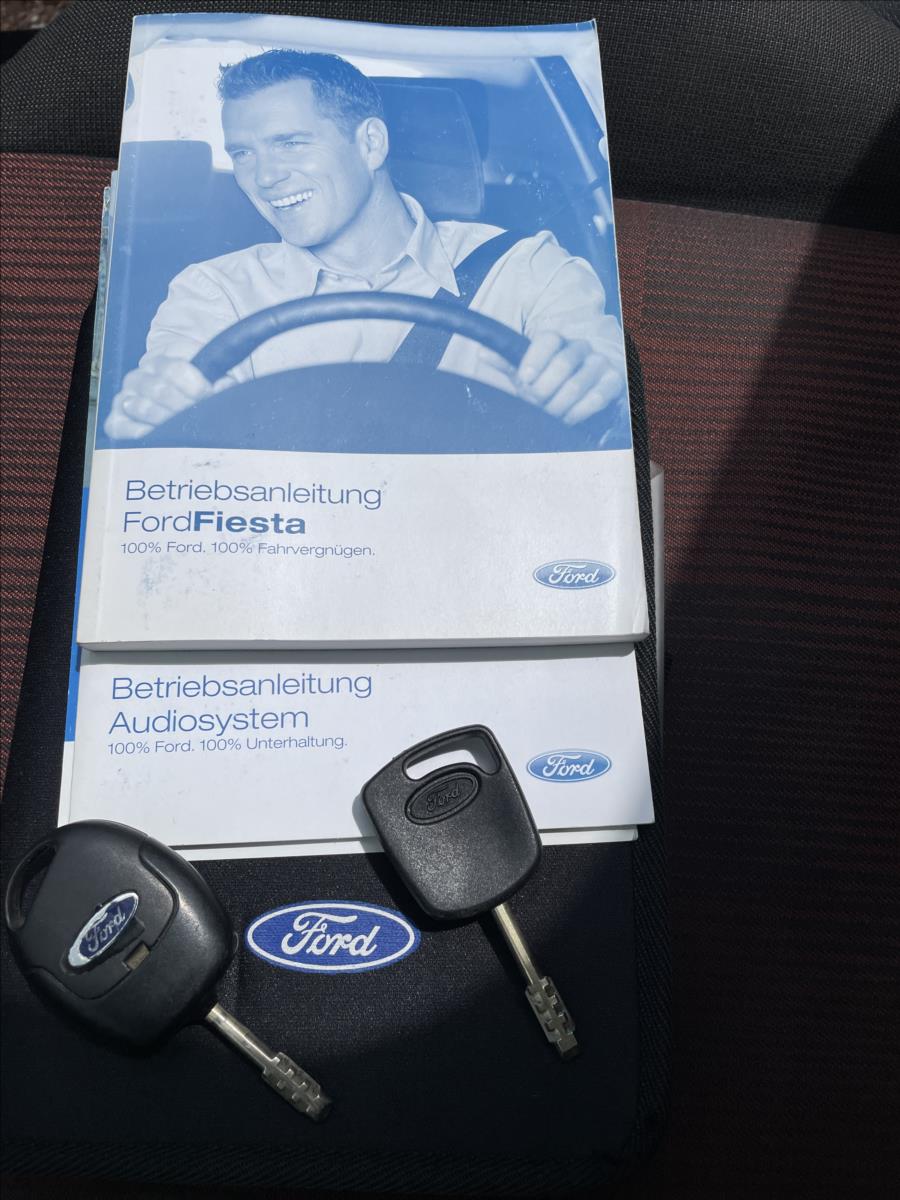 Betriebsanleitung
FordFiesta
100% Ford. 100% Fahrvergnügen.
Ford
Betriebsanleitung
Audiosystem
100% Ford. 100% Unterhaltung.
Ford
Ford
Ford
Ford